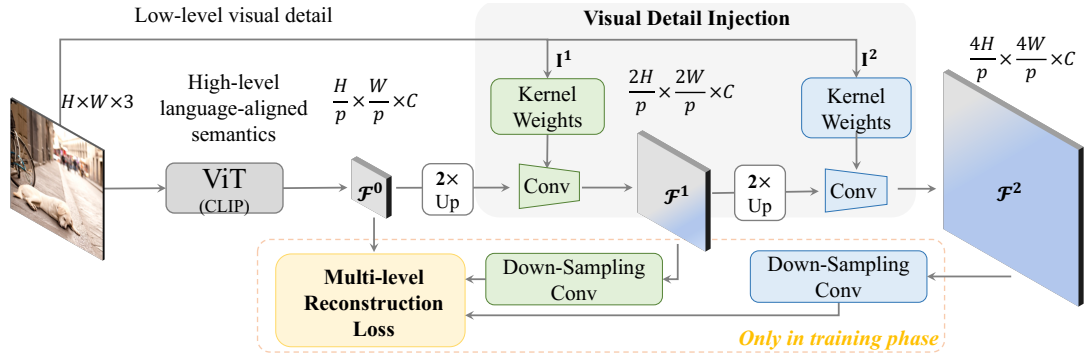 Low-level visual detail
Visual Detail Injection
H×W×3
High-level
language-aligned
semantics
H/p × W/p ×C
I¹
2H/p × 2W/p ×C
I²
4H/p × 4W/p ×C
Kernel
Weights
Kernel
Weights
ViT
(CLIP)
𝓕⁰
2×
Up
Conv
𝓕¹
2×
Up
Conv
𝓕²
Multi-level
Reconstruction
Loss
Down-Sampling
Conv
Down-Sampling
Conv
Only in training phase